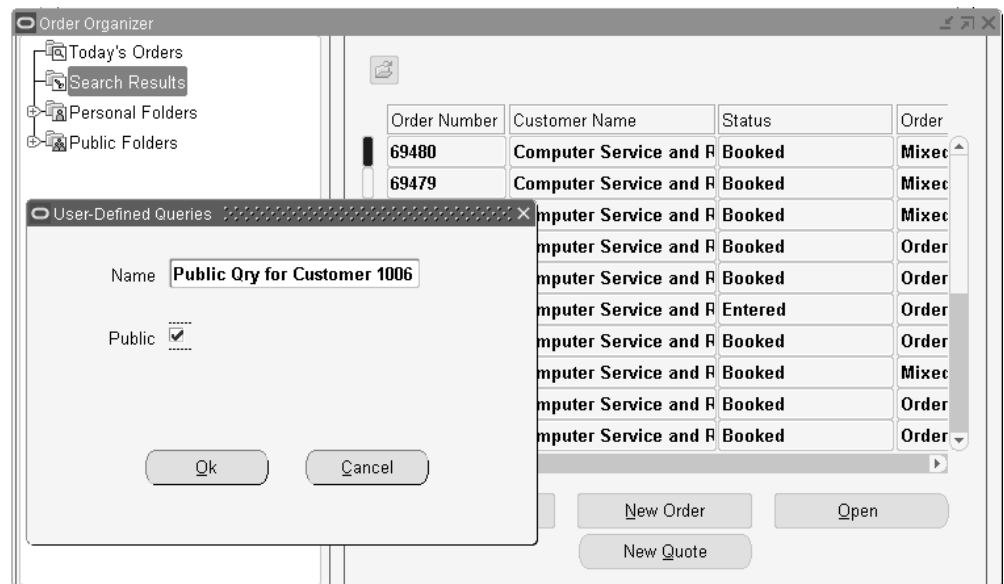 Order Organizer
Today's Orders
Search Results
Personal Folders
Public Folders
Order Number Customer Name Status Order
69480 Computer Service and R Booked Mixed
69479 Computer Service and R Booked Mixed
mputer Service and R Booked Mixed
mputer Service and R Booked Order
mputer Service and R Booked Order
mputer Service and R Entered Order
mputer Service and R Booked Order
mputer Service and R Booked Mixed
mputer Service and R Booked Order
mputer Service and R Booked Order
User-Defined Queries
Name Public Qry for Customer 1006
Public
Ok Cancel
New Order Open
New Quote